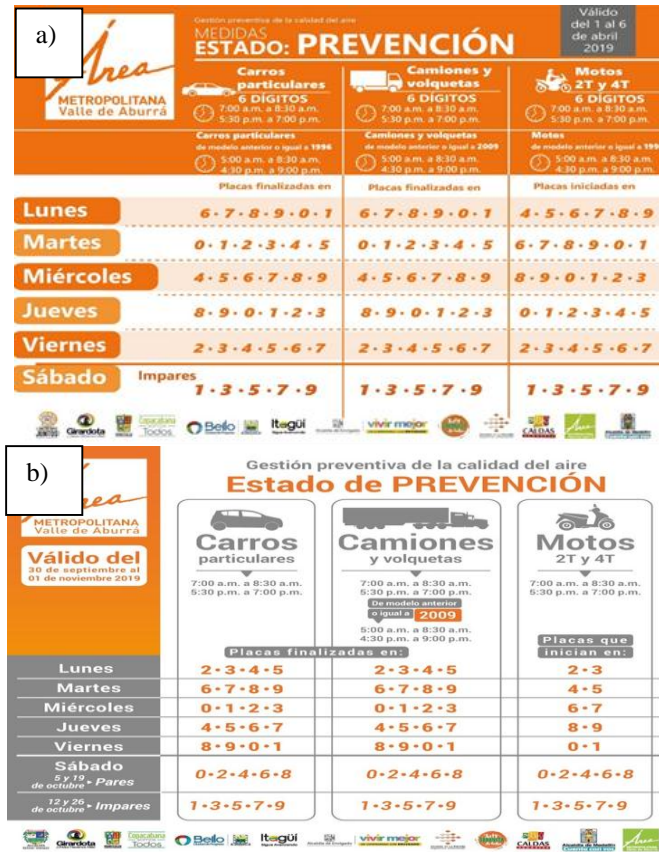 a)
Área
METROPOLITANA
Valle de Aburrá
Gestión preventiva de la calidad del aire
MEDIDAS
ESTADO: PREVENCIÓN
Válido
del 1 al 6
de abril
2019
Carros
particulares
6 DÍGITOS
7:00 a.m. a 8:30 a.m.
5:30 p.m. a 7:00 p.m.
Camiones y
volquetas
6 DÍGITOS
7:00 a.m. a 8:30 a.m.
5:30 p.m. a 7:00 p.m.
Motos
2T y 4T
6 DÍGITOS
7:00 a.m. a 8:30 a.m.
5:30 p.m. a 7:00 p.m.
Carros particulares
de modelo anterior o igual a 1996
5:00 a.m. a 8:30 a.m.
4:30 p.m. a 9:00 p.m.
Camiones y volquetas
de modelo anterior o igual a 2009
5:00 a.m. a 8:30 a.m.
4:30 p.m. a 9:00 p.m.
Motos
de modelo anterior o igual a 199
5:00 a.m. a 8:30 a.m.
4:30 p.m. a 9:00 p.m.
Placas finalizadas en Placas finalizadas en Placas iniciadas en
Lunes 6•7•8•9•0•1 6•7•8•9•0•1 4•5•6•7•8•9
Martes 0•1•2•3•4•5 0•1•2•3•4•5 6•7•8•9•0•1
Miércoles 4•5•6•7•8•9 4•5•6•7•8•9 8•9•0•1•2•3
Jueves 8•9•0•1•2•3 8•9•0•1•2•3 0•1•2•3•4•5
Viernes 2•3•4•5•6•7 2•3•4•5•6•7 2•3•4•5•6•7
Sábado Impares 1•3•5•7•9 1•3•5•7•9 1•3•5•7•9
Girardota Copacabana Todos Bello Itagüí vivir mejor CALDAS
b)
Área
METROPOLITANA
Valle de Aburrá
Válido del
30 de septiembre al
01 de noviembre 2019
Gestión preventiva de la calidad del aire
Estado de PREVENCIÓN
Carros
particulares
7:00 a.m. a 8:30 a.m.
5:30 p.m. a 7:00 p.m.
Camiones
y volquetas
7:00 a.m. a 8:30 a.m.
5:30 p.m. a 7:00 p.m.
De modelo anterior
o igual a 2009
5:00 a.m. a 8:30 a.m.
4:30 p.m. a 9:00 p.m.
Motos
2T y 4T
7:00 a.m. a 8:30 a.m.
5:30 p.m. a 7:00 p.m.
Placas finalizadas en:
Placas que
inician en:
Lunes 2•3•4•5 2•3•4•5 2•3
Martes 6•7•8•9 6•7•8•9 4•5
Miércoles 0•1•2•3 0•1•2•3 6•7
Jueves 4•5•6•7 4•5•6•7 8•9
Viernes 8•9•0•1 8•9•0•1 0•1
Sábado
5 y 19
de octubre Pares 0•2•4•6•8 0•2•4•6•8 0•2•4•6•8
12 y 26
de octubre Impares 1•3•5•7•9 1•3•5•7•9 1•3•5•7•9
Girardota Copacabana Todos Bello Itagüí vivir mejor CALDAS Alcaldía de Medellín